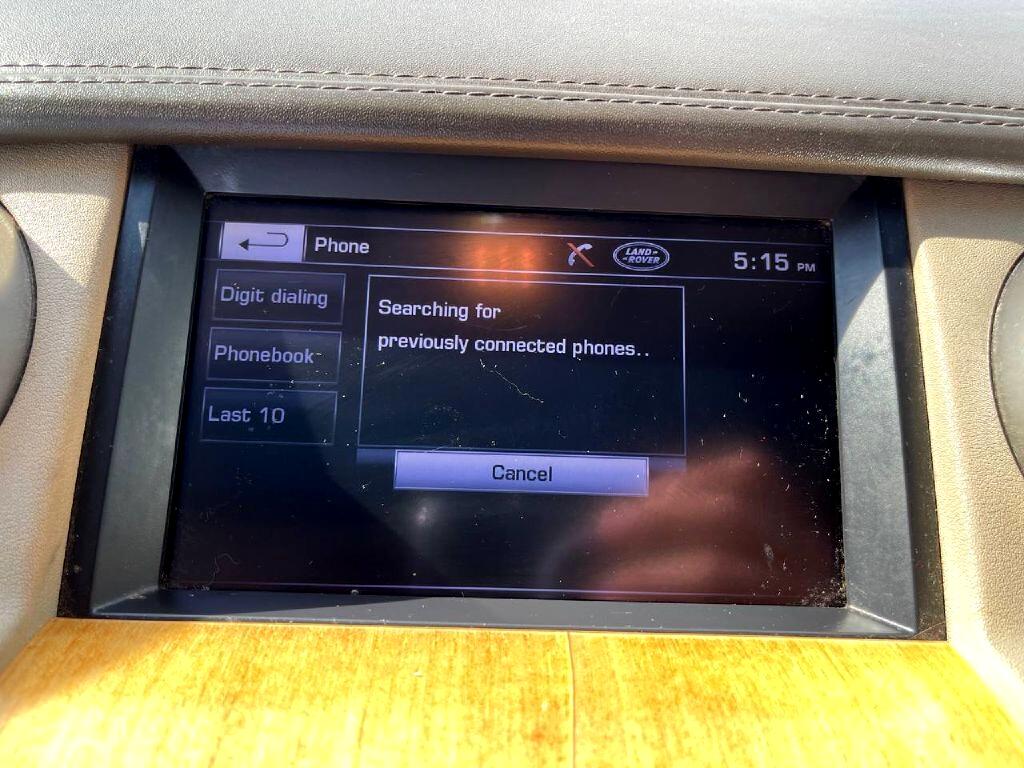 Phone
LAND-
-ROVER
5:15 PM
Digit dialing
Phonebook
Last 10
Searching for
previously connected phones..
Cancel